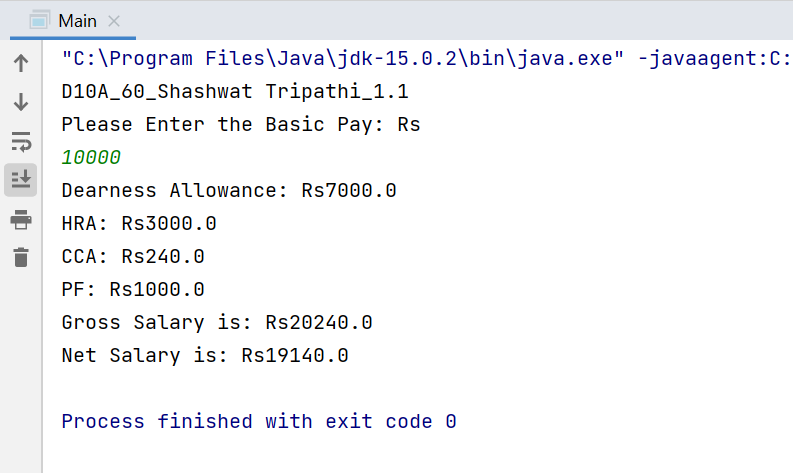 Main
"C:\Program Files\Java\jdk-15.0.2\bin\java.exe" -javaagent:C:
D10A_60_Shashwat Tripathi_1.1
Please Enter the Basic Pay: Rs
10000
Dearness Allowance: Rs7000.0
HRA: Rs3000.0
CCA: Rs240.0
PF: Rs1000.0
Gross Salary is: Rs20240.0
Net Salary is: Rs19140.0
Process finished with exit code 0